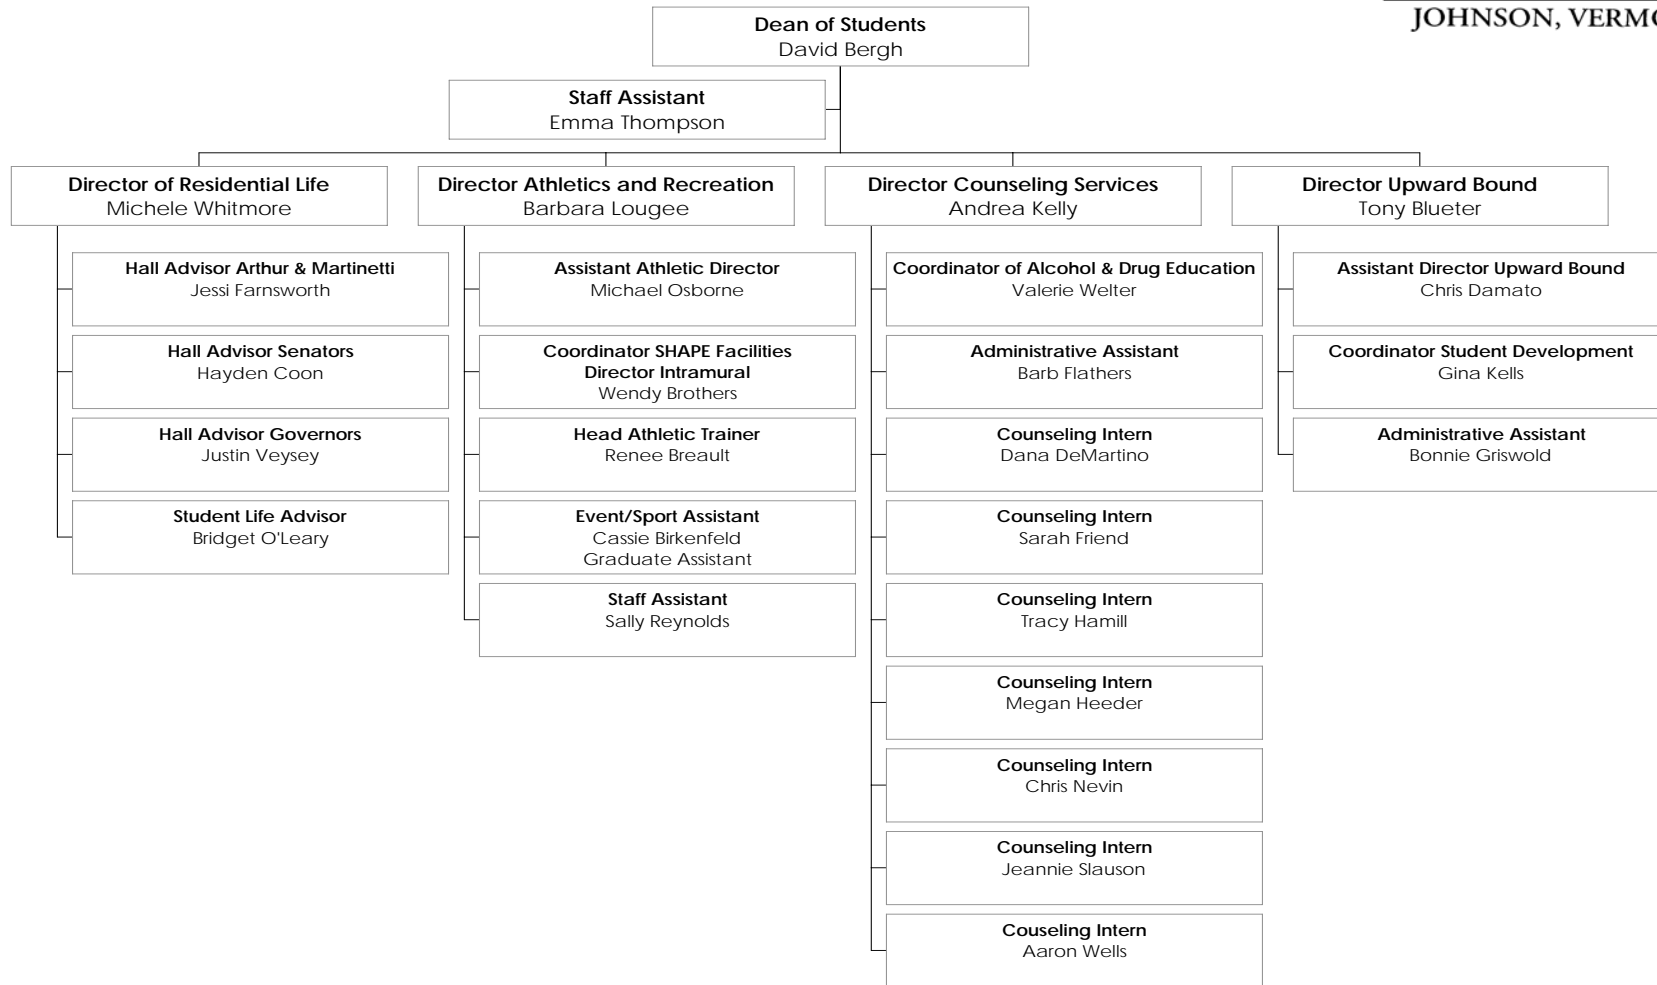 JOHNSON, VERMO
Dean of Students
David Bergh
Staff Assistant
Emma Thompson
Director of Residential Life
Michele Whitmore
Hall Advisor Arthur & Martinetti
Jessi Farnsworth
Hall Advisor Senators
Hayden Coon
Hall Advisor Governors
Justin Veysey
Student Life Advisor
Bridget O'Leary
Director Athletics and Recreation
Barbara Lougee
Assistant Athletic Director
Michael Osborne
Coordinator SHAPE Facilities
Director Intramural
Wendy Brothers
Head Athletic Trainer
Renee Breault
Event/Sport Assistant
Cassie Birkenfeld
Graduate Assistant
Staff Assistant
Sally Reynolds
Director Counseling Services
Andrea Kelly
Coordinator of Alcohol & Drug Education
Valerie Welter
Administrative Assistant
Barb Flathers
Counseling Intern
Dana DeMartino
Counseling Intern
Sarah Friend
Counseling Intern
Tracy Hamill
Counseling Intern
Megan Heeder
Counseling Intern
Chris Nevin
Counseling Intern
Jeannie Slauson
Couseling Intern
Aaron Wells
Director Upward Bound
Tony Blueter
Assistant Director Upward Bound
Chris Damato
Coordinator Student Development
Gina Kells
Administrative Assistant
Bonnie Griswold